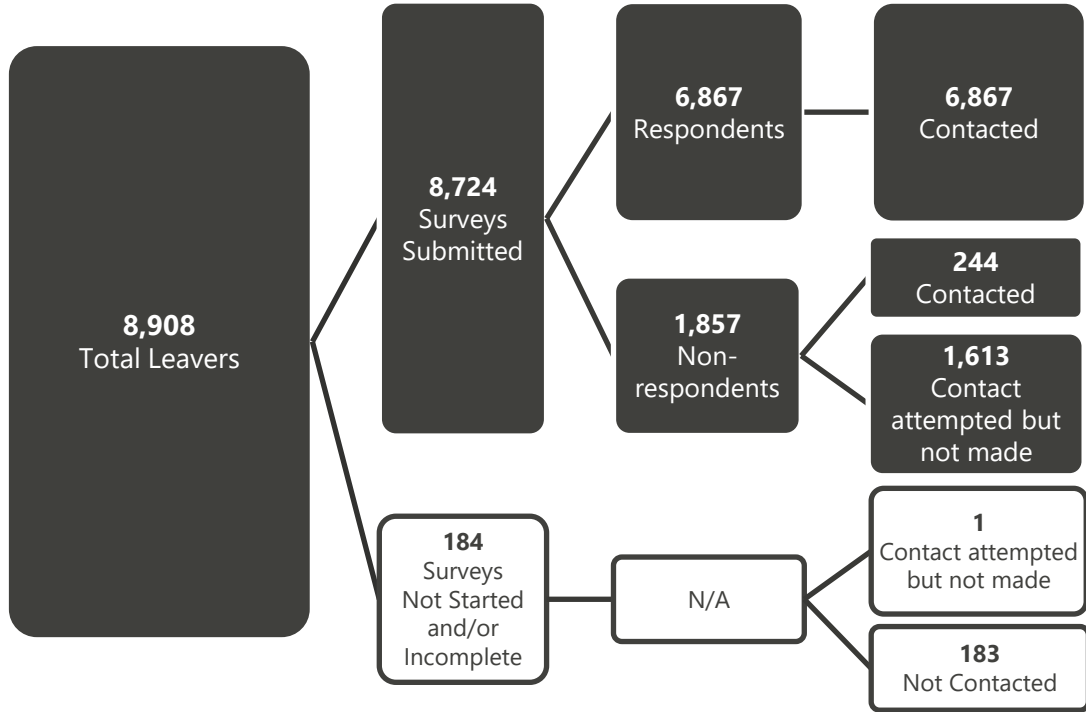 8,908
Total Leavers
8,724
Surveys
Submitted
6,867
Respondents
6,867
Contacted
1,857
Non-
respondents
244
Contacted
1,613
Contact
attempted but
not made
184
Surveys
Not Started
and/or
Incomplete
N/A
1
Contact attempted
but not made
183
Not Contacted